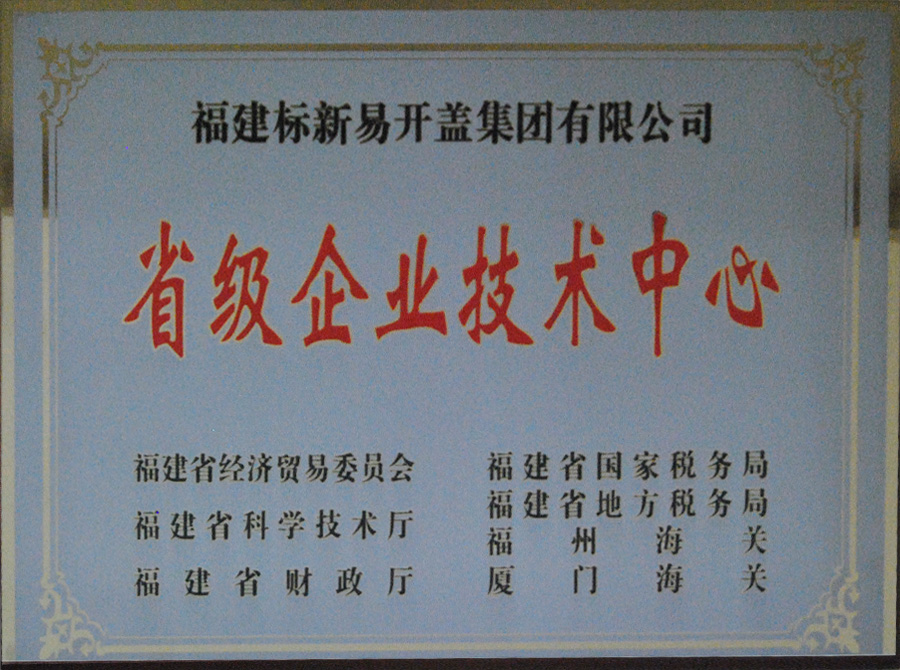 福建标新易开盖集团有限公司
省级企业技术中心
福建省经济贸易委员会
福建省科学技术厅
福建省财政厅
福建省国家税务局
福建省地方税务局
福州海关
厦门海关